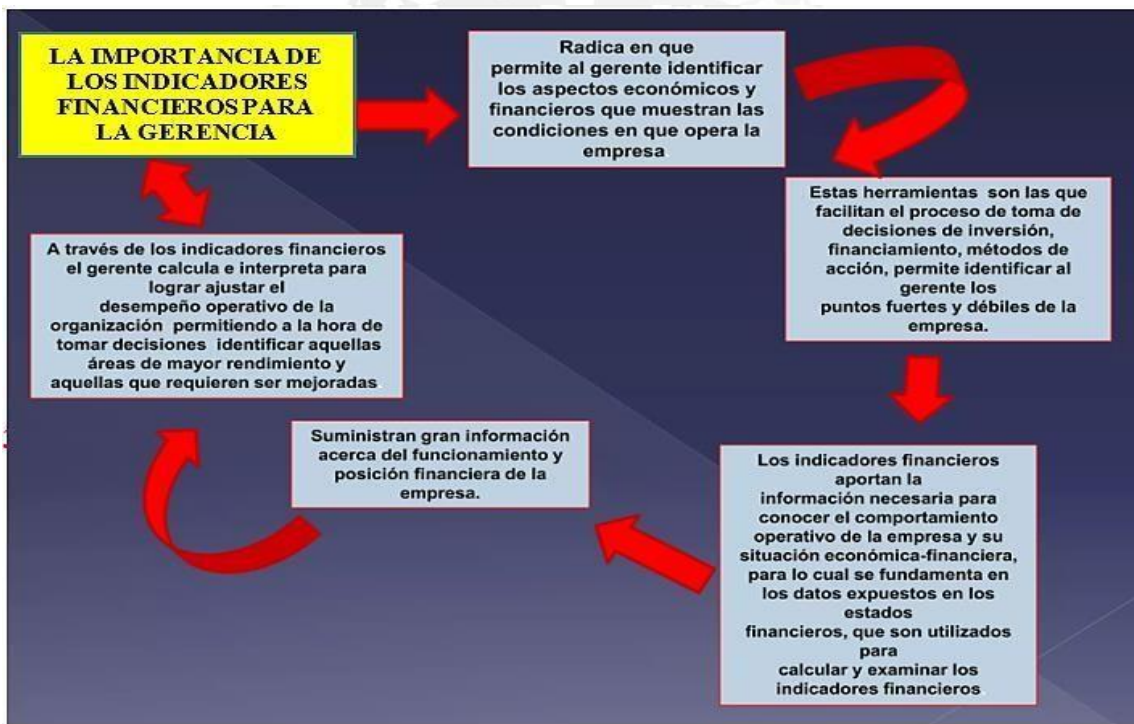 LA IMPORTANCIA DE
LOS INDICADORES
FINANCIEROS PARA
LA GERENCIA
Radica en que
permite al gerente identificar
los aspectos económicos y
financieros que muestran las
condiciones en que opera la
empresa
Estas herramientas son las que
facilitan el proceso de toma de
decisiones de inversión,
financiamiento, métodos de
acción, permite identificar al
gerente los
puntos fuertes y débiles de la
empresa.
Los indicadores financieros
aportan la
información necesaria para
conocer el comportamiento
operativo de la empresa y su
situación económica-financiera,
para lo cual se fundamenta en
los datos expuestos en los
estados
financieros, que son utilizados
para
calcular y examinar los
indicadores financieros
Suministran gran información
acerca del funcionamiento y
posición financiera de la
empresa.
A través de los indicadores financieros
el gerente calcula e interpreta para
lograr ajustar el
desempeño operativo de la
organización permitiendo a la hora de
tomar decisiones identificar aquellas
áreas de mayor rendimiento y
aquellas que requieren ser mejoradas.